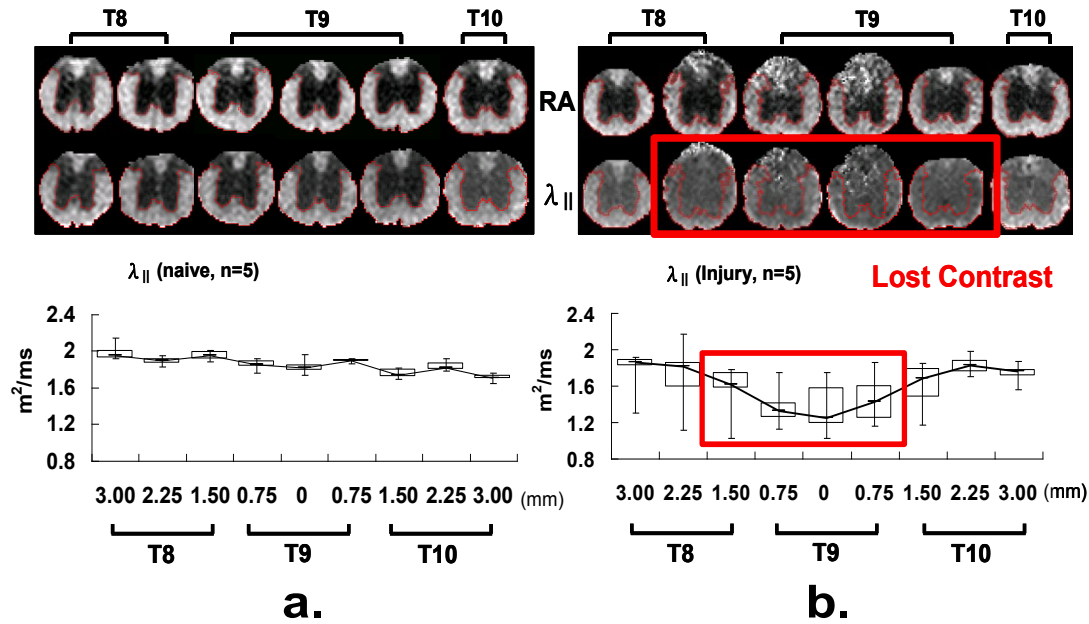 T8 T9 T10 T8 T9 T10
RA
λ||
λ|| (naive, n=5)
λ|| (Injury, n=5)
Lost Contrast
2.4
2
1.6
1.2
0.8
m²/ms
3.00 2.25 1.50 0.75 0 0.75 1.50 2.25 3.00
T8 T9 T10
a.
2.4
2
1.6
1.2
0.8
m²/ms
3.00 2.25 1.50 0.75 0 0.75 1.50 2.25 3.00 (mm)
(mm)
T8 T9 T10
b.